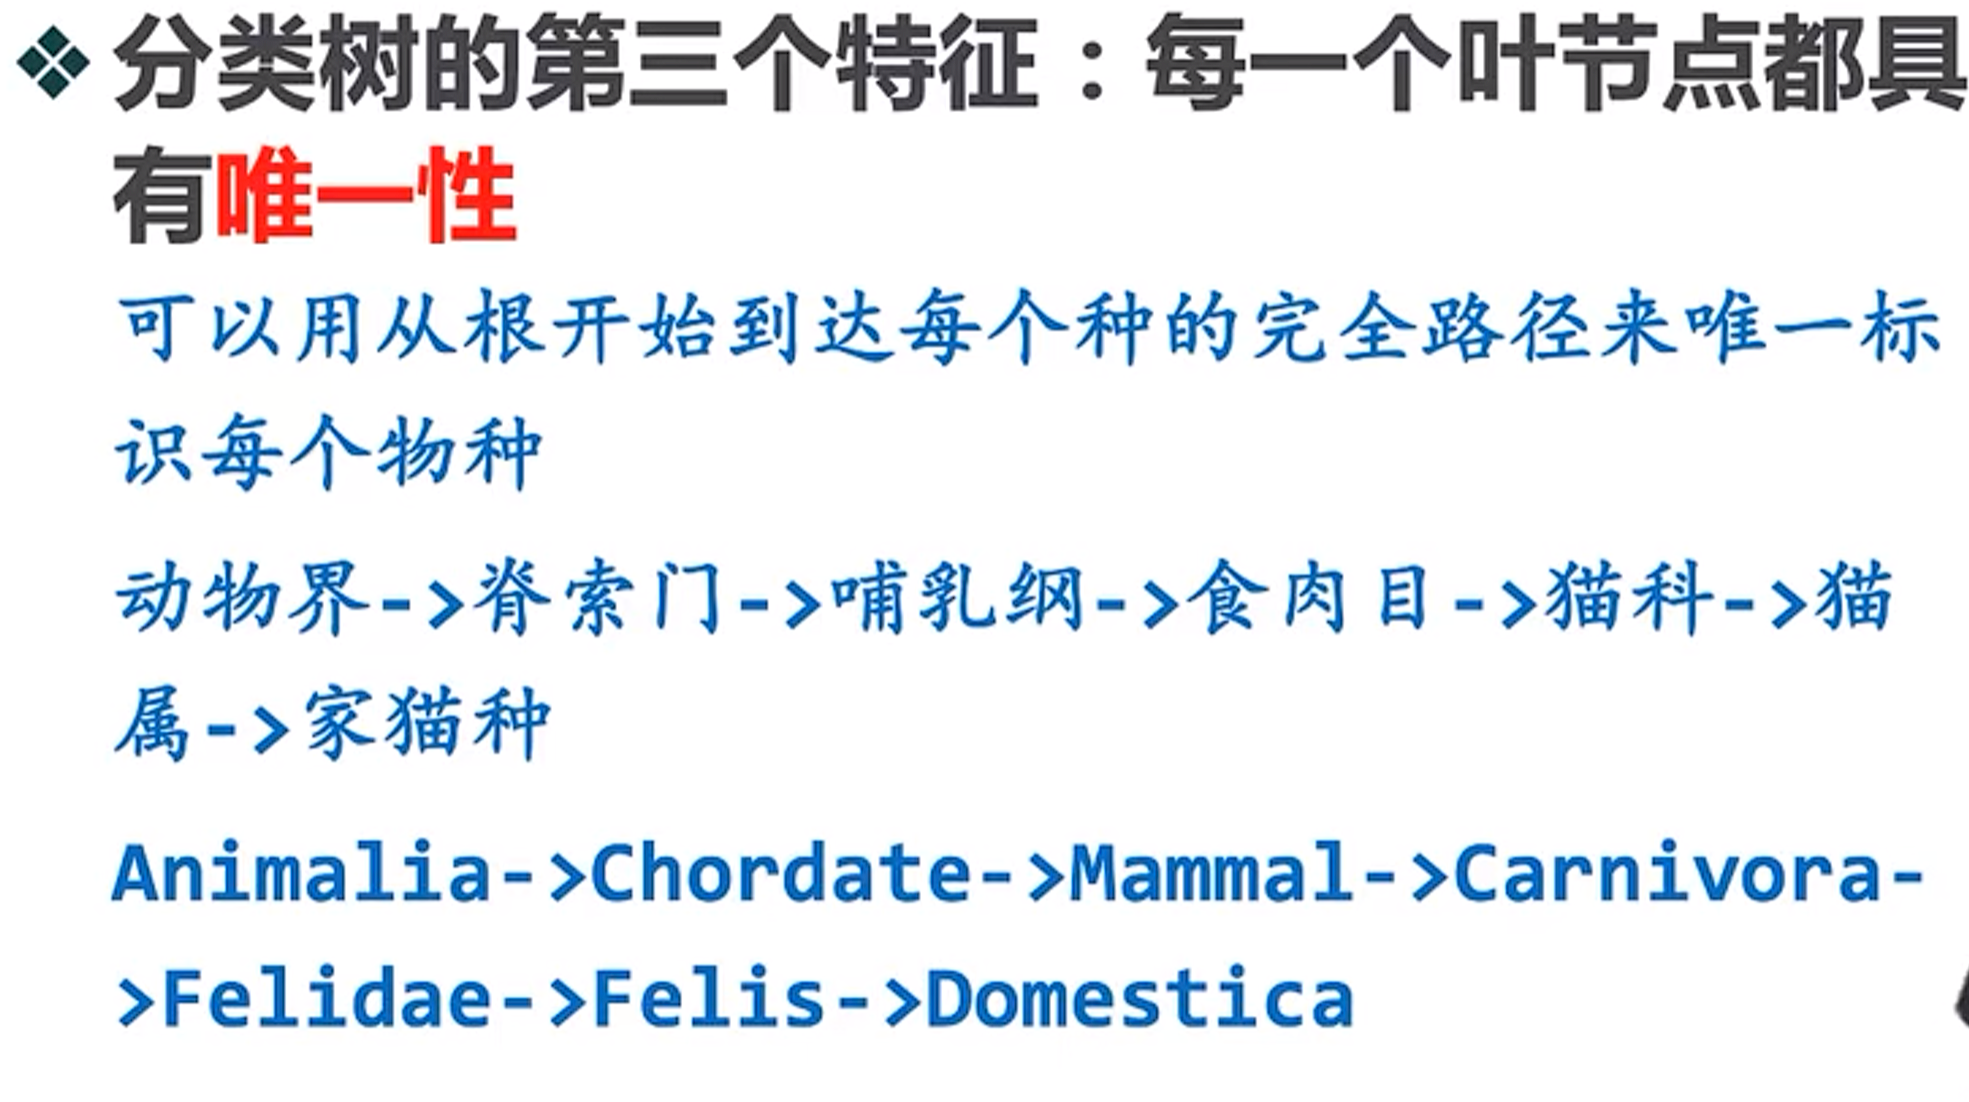 分类树的第三个特征：每一个叶节点都具
有唯一性
可以用从根开始到达每个种的完全路径来唯一标
识每个物种
动物界->脊索门->哺乳纲->食肉目->猫科->猫
属->家猫种
Animalia->Chordate->Mammal->Carnivora-
>Felidae->Felis->Domestica